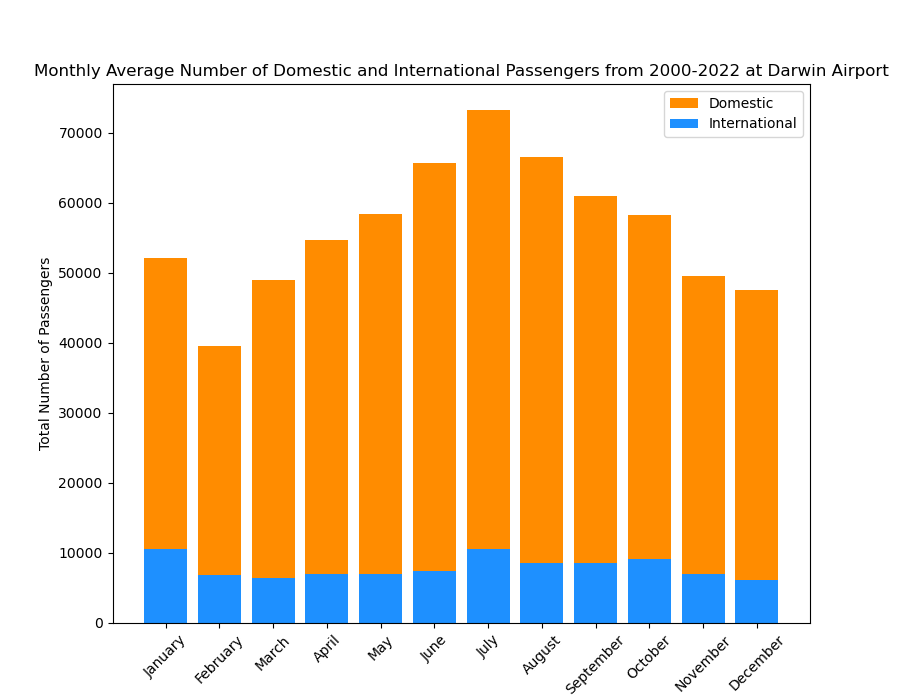 Monthly Average Number of Domestic and International Passengers from 2000-2022 at Darwin Airport
Domestic
International
Total Number of Passengers
70000
60000
50000
40000
30000
20000
10000
0
January
February
March
April
May
June
July
August
September
October
November
December